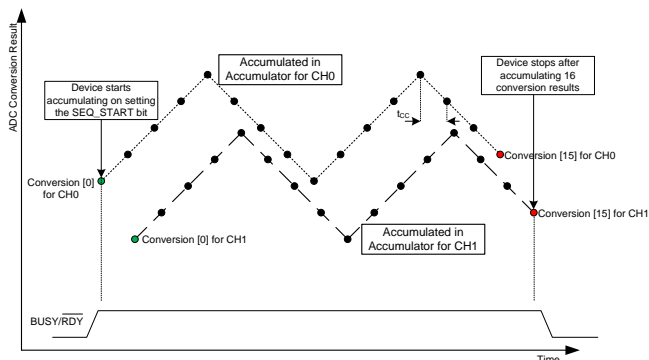 ADC Conversion Result
Accumulated in
Accumulator for CH0
Device stops after
accumulating 16
conversion results
Device starts
accumulating on setting
the SEQ_START bit
tCC
Conversion [15] for CH0
Conversion [0]
for CH0
Conversion [15] for CH1
Conversion [0] for CH1
Accumulated in
Accumulator for CH1
BUSY/RDY
Time